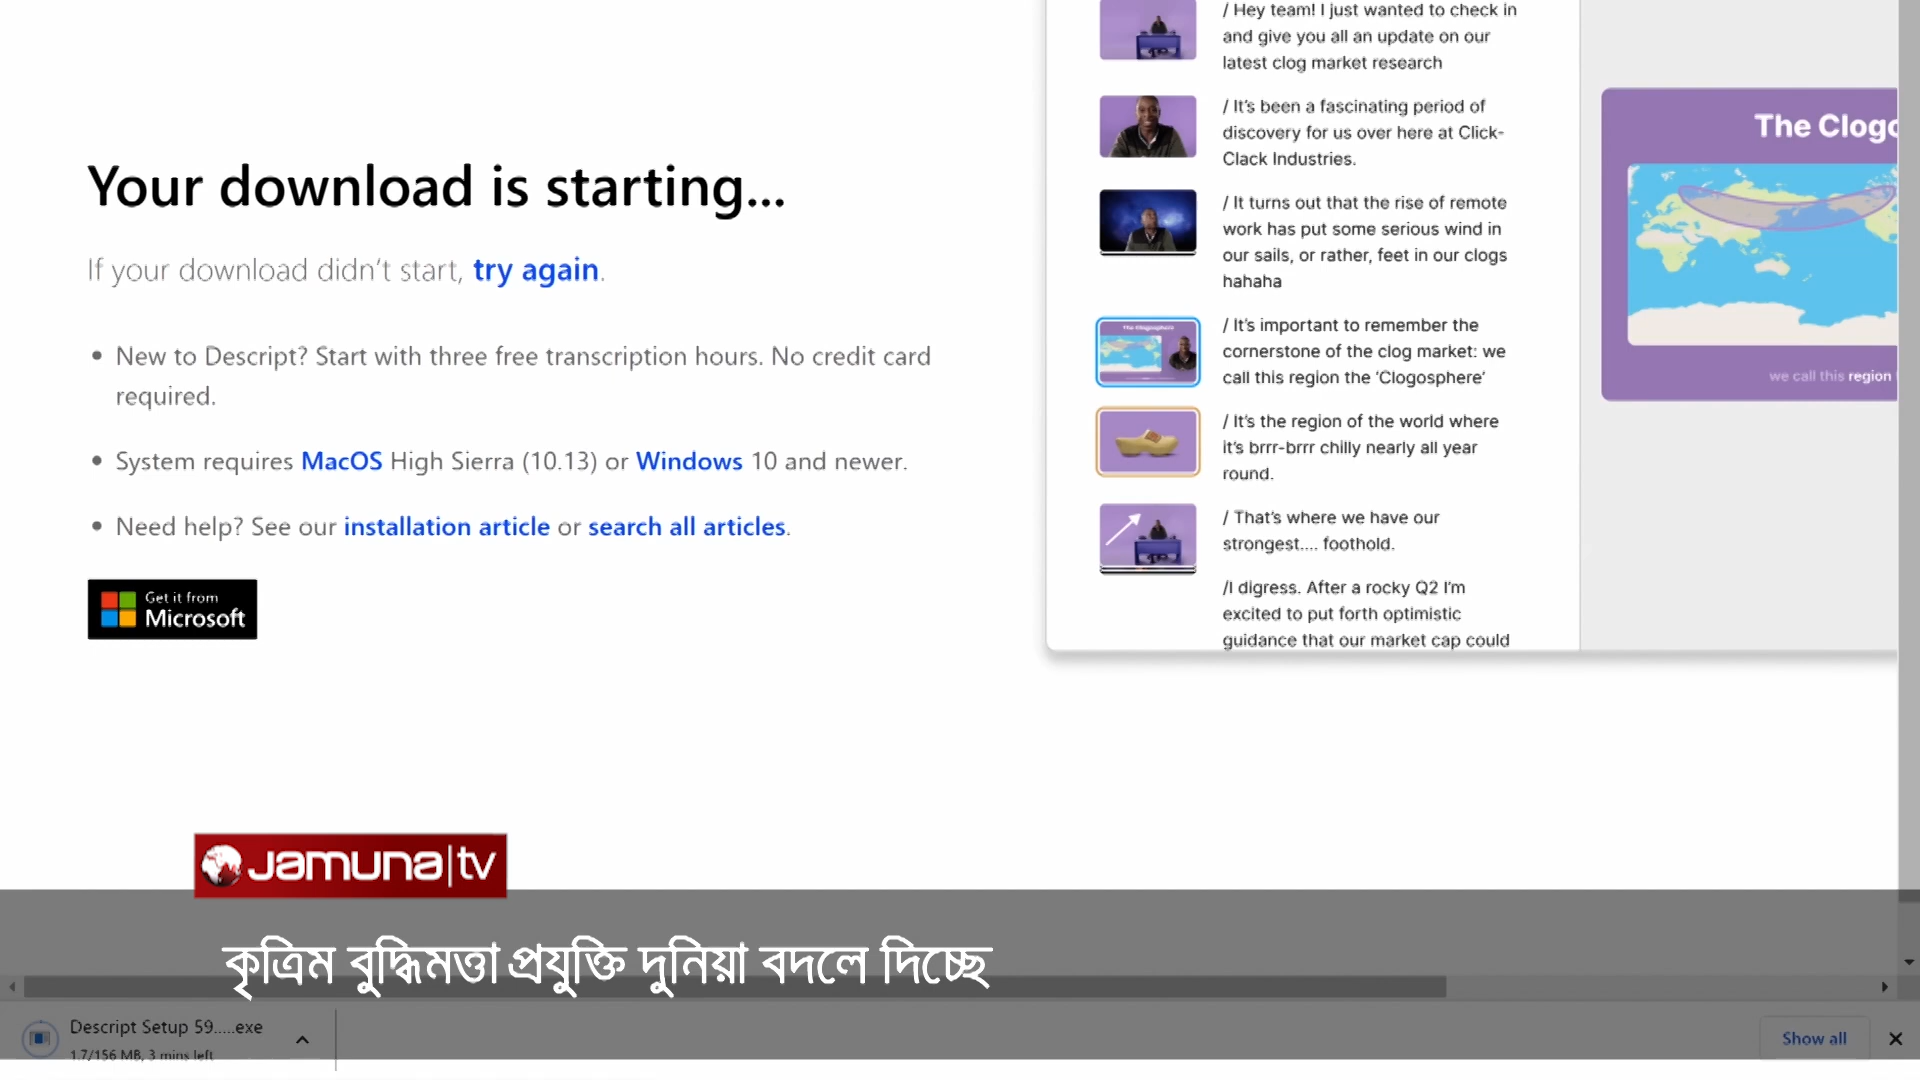 Your download is starting...
If your download didn't start, try again.
• New to Descript? Start with three free transcription hours. No credit card
required.
• System requires MacOS High Sierra (10.13) or Windows 10 and newer.
• Need help? See our installation article or search all articles.
Get it from
Microsoft
/ Hey team! I just wanted to check in
and give you all an update on our
latest clog market research
/ It's been a fascinating period of
discovery for us over here at Click-
Clack Industries.
/ It turns out that the rise of remote
work has put some serious wind in
our sails, or rather, feet in our clogs
hahaha
The Clogosphere
/ It's important to remember the
cornerstone of the clog market: we
call this region the 'Clogosphere'
/ It's the region of the world where
it's brrr-brrr chilly nearly all year
round.
/ That's where we have our
strongest.... foothold.
/I digress. After a rocky Q2 I'm
excited to put forth optimistic
guidance that our market cap could
The Clogo
we call this region
Jamuna|tv
কৃত্রিম বুদ্ধিমত্তা প্রযুক্তি দুনিয়া বদলে দিচ্ছে
Descript Setup 59.....exe
1.7/156 MB, 3 mins left
Show all